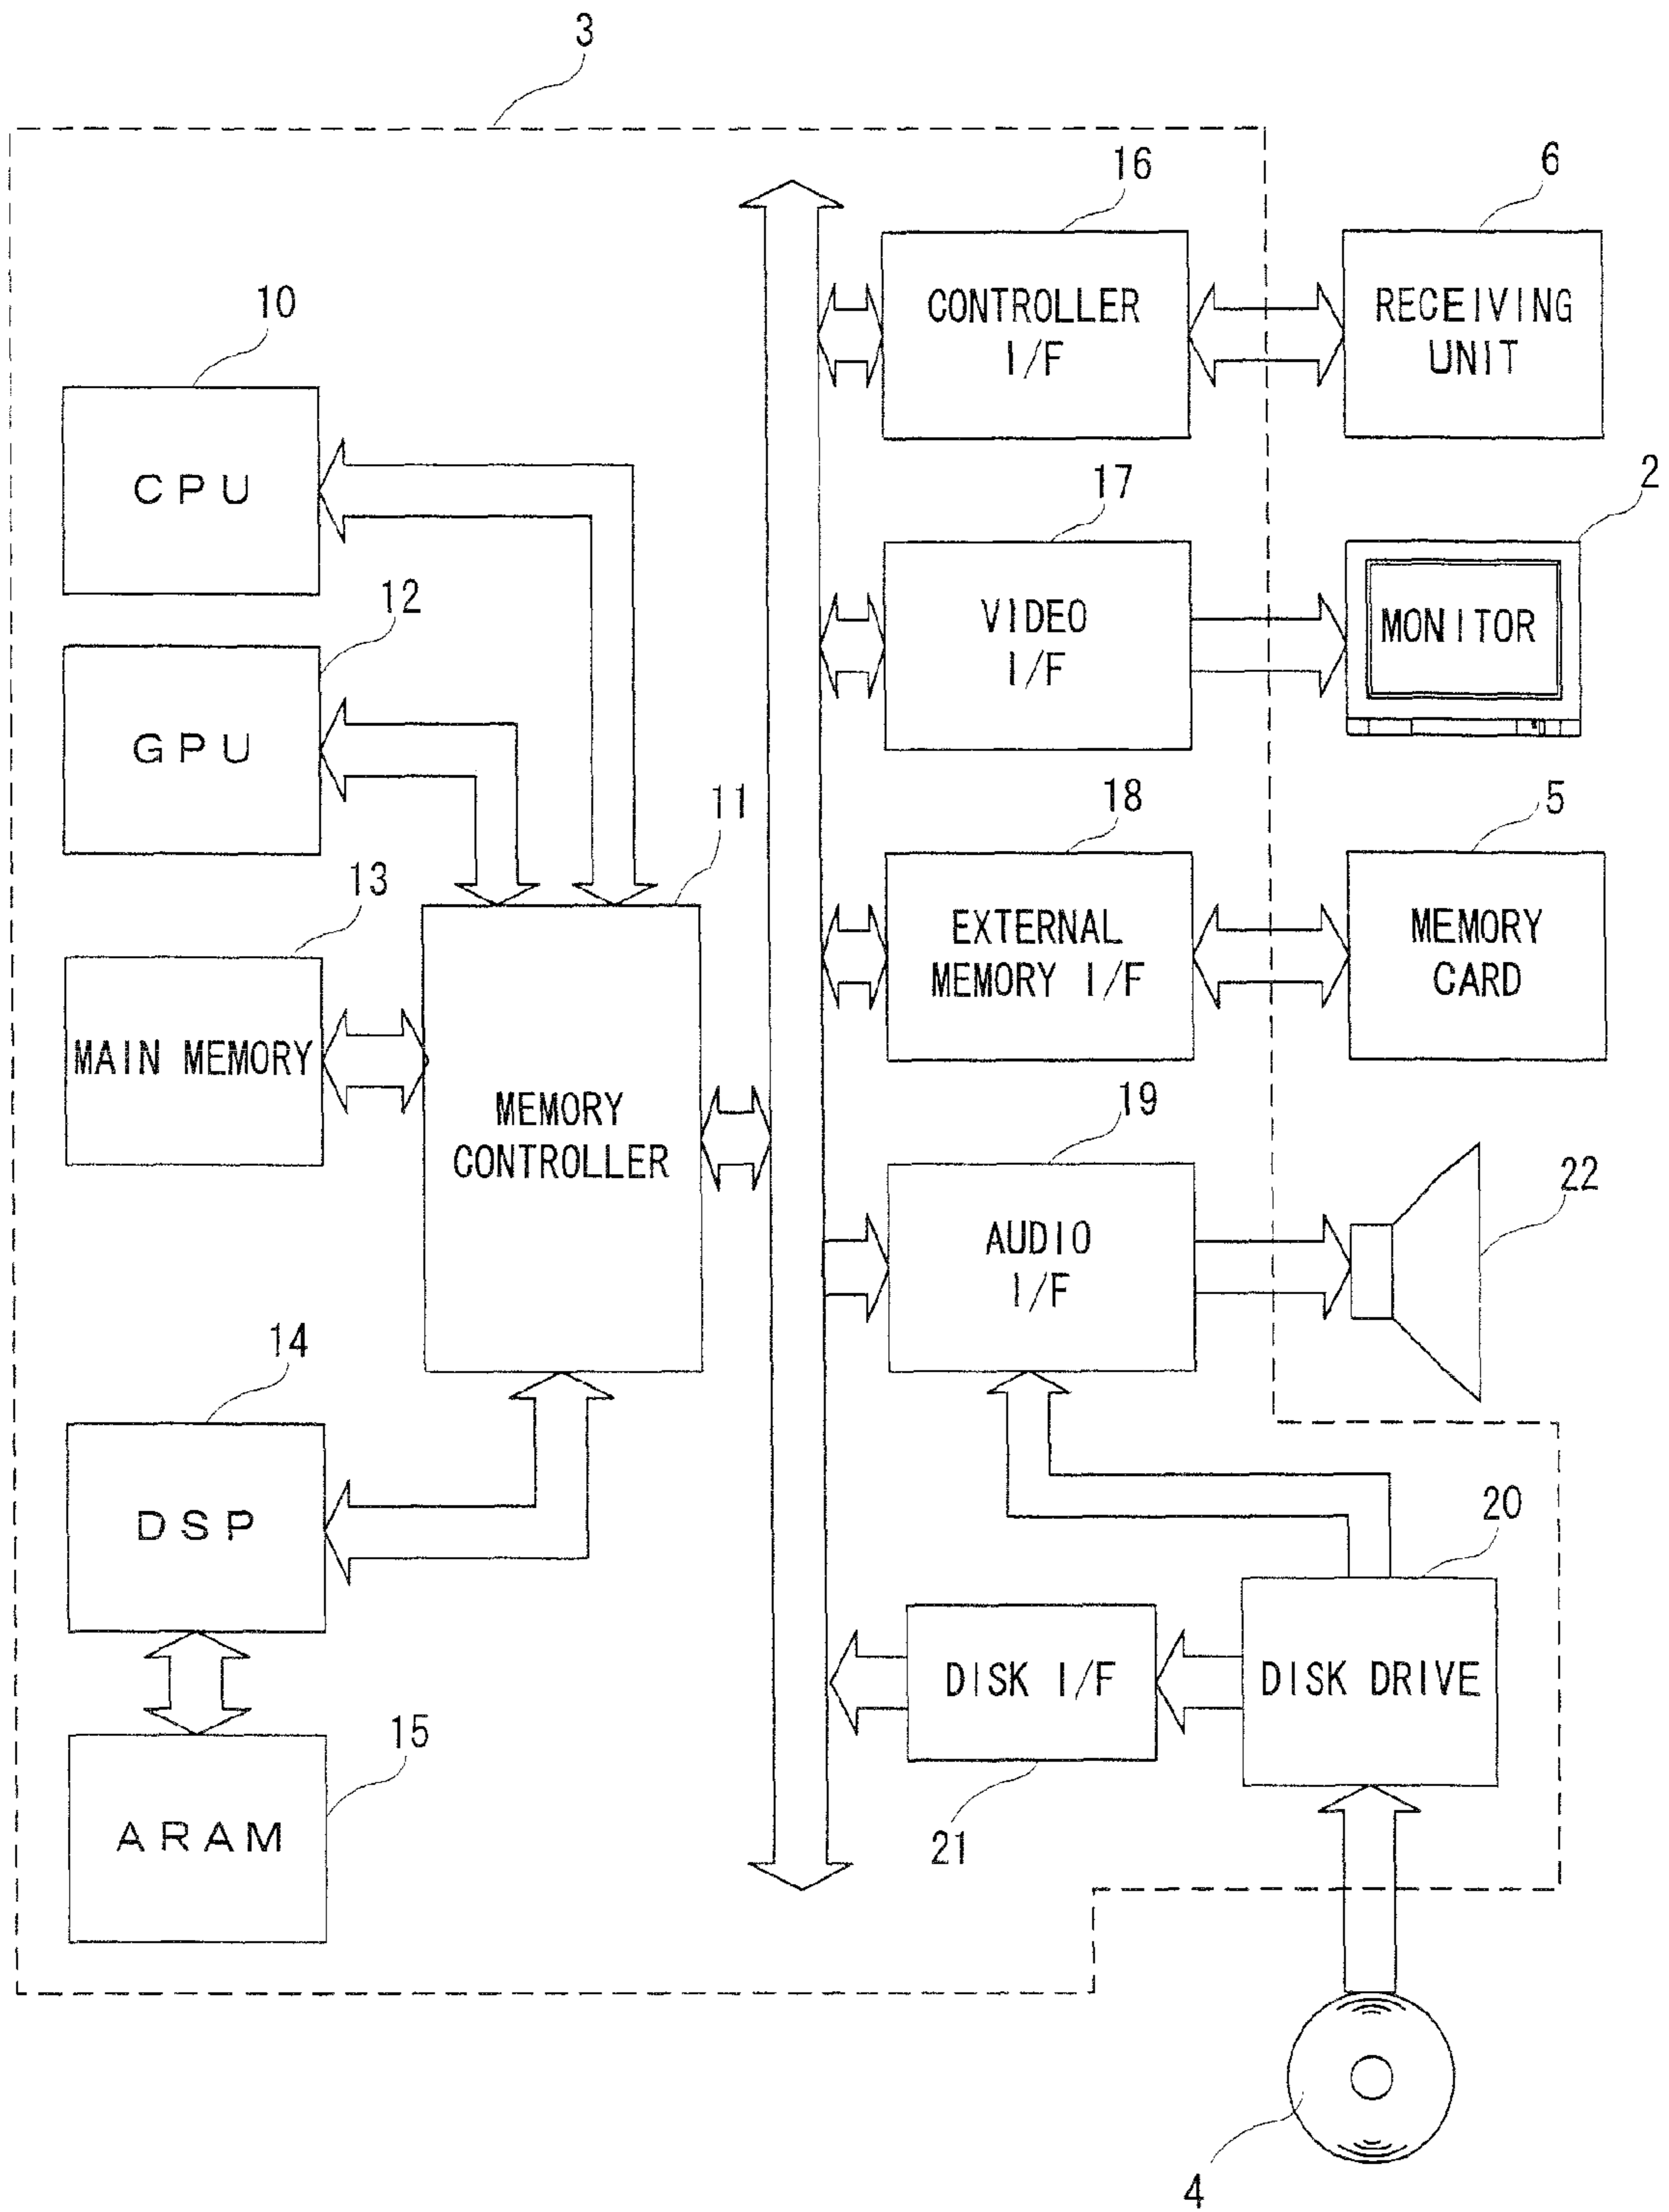 3
16
6
CONTROLLER
I/F
RECEIVING
UNIT
10
CPU
17
2
VIDEO
I/F
MONITOR
12
GPU
11
18
5
EXTERNAL
MEMORY I/F
MEMORY
CARD
13
MAIN MEMORY
MEMORY
CONTROLLER
19
22
AUDIO
I/F
14
DSP
20
DISK I/F
DISK DRIVE
15
21
ARAM
4